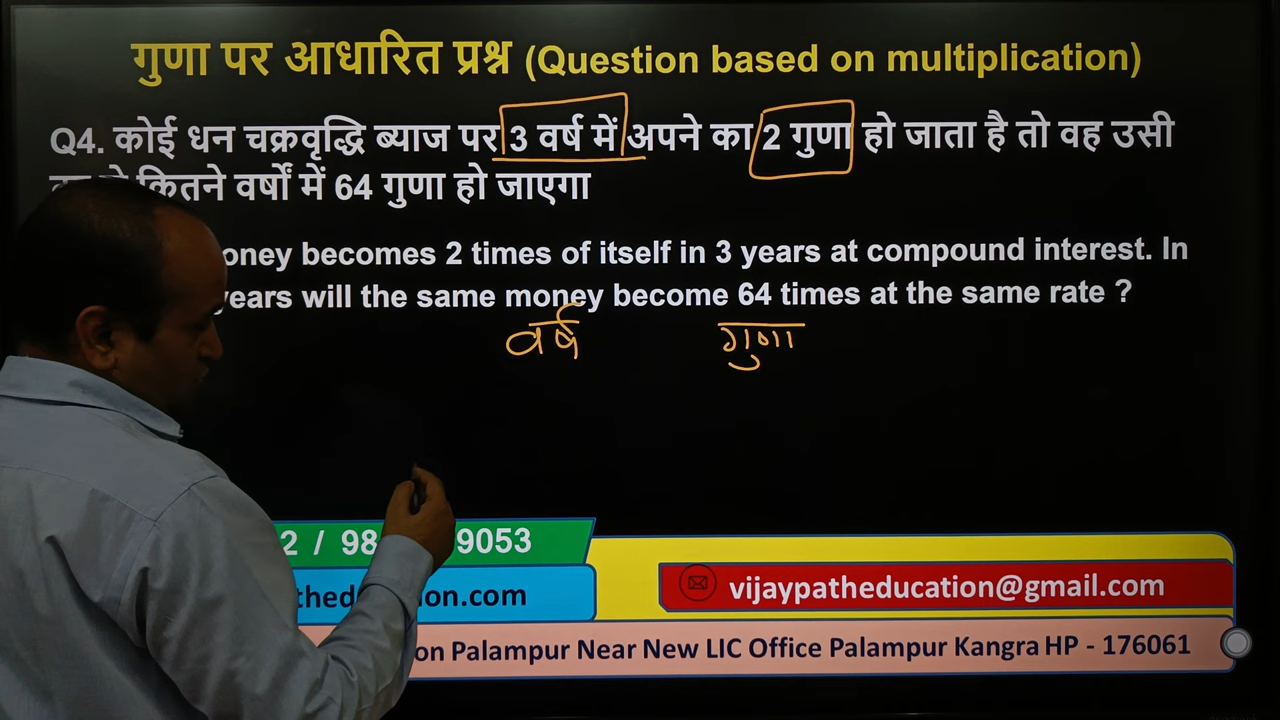 गुणा पर आधारित प्रश्न (Question based on multiplication)
Q4. कोई धन चक्रवृद्धि ब्याज पर 3 वर्ष में अपने का 2 गुणा हो जाता है तो वह उसी
कितने वर्षों में 64 गुणा हो जाएगा
oney becomes 2 times of itself in 3 years at compound interest. In
years will the same money become 64 times at the same rate ?
वर्ष गुणा
2 / 98 9053
on.com
vijaypatheducation@gmail.com
on Palampur Near New LIC Office Palampur Kangra HP - 176061